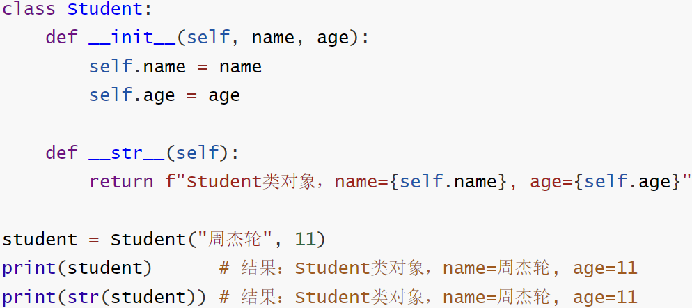 class Student:
    def __init__(self, name, age):
        self.name = name
        self.age = age

    def __str__(self):
        return f"Student类对象，name={self.name}, age={self.age}"

student = Student("周杰轮", 11)
print(student)      # 结果：Student类对象，name=周杰轮, age=11
print(str(student)) # 结果：Student类对象，name=周杰轮, age=11